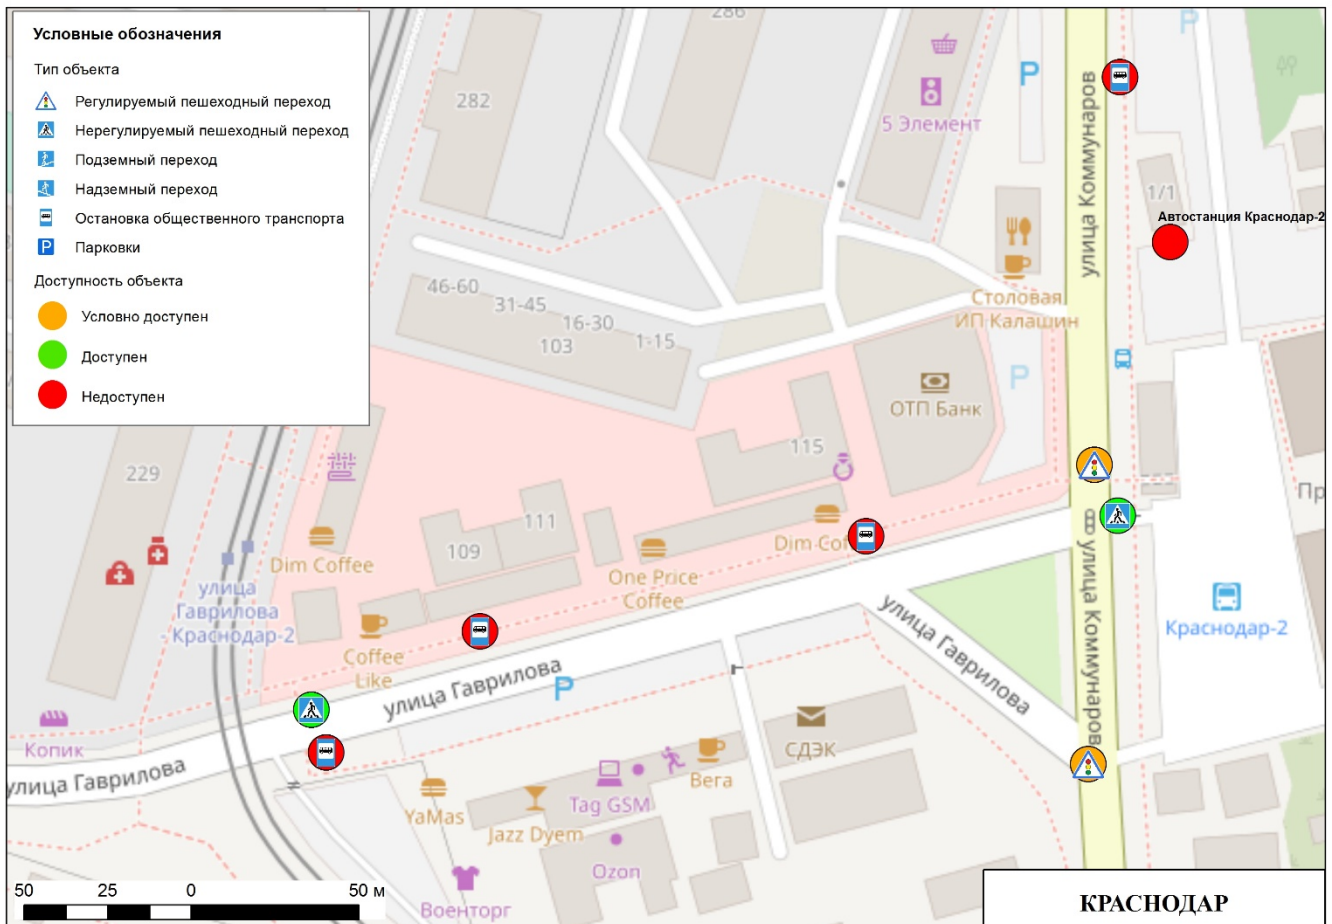 Условные обозначения
Тип объекта
Регулируемый пешеходный переход
Нерегулируемый пешеходный переход
Подземный переход
Надземный переход
Остановка общественного транспорта
P Парковки
Доступность объекта
Условно доступен
Доступен
Недоступен
286
P
P
282
5 Элемент
улица Коммунаров
1/1
Автостанция Краснодар-2
46-60
31-45
16-30
1-15
103
Столовая
ИП Калашин
P
ОТП Банк
229
115
Пр
111
109
Dim Coffee
Dim Cof
One Price
Coffee
улица
Гаврилова
- Краснодар-2
улица Коммунаров
Краснодар-2
Coffee
Like
улица Гаврилова
улица Гаврилова
P
Копик
СДЭК
улица Гаврилова
Вега
YaMas
Tag GSM
Jazz Dyem
Ozon
Военторг
50 25 0 50 м
КРАСНОДАР